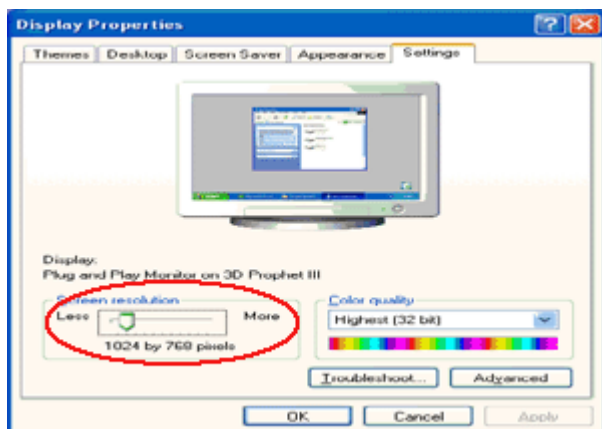 Display Properties
Themes Desktop Screen Saver Appearance Settings
Display:
Plug and Play Monitor on 3D Prophet III
Screen resolution
Less More
1024 by 768 pixels
Color quality
Highest (32 bit)
Troubleshoot... Advanced
OK Cancel Apply